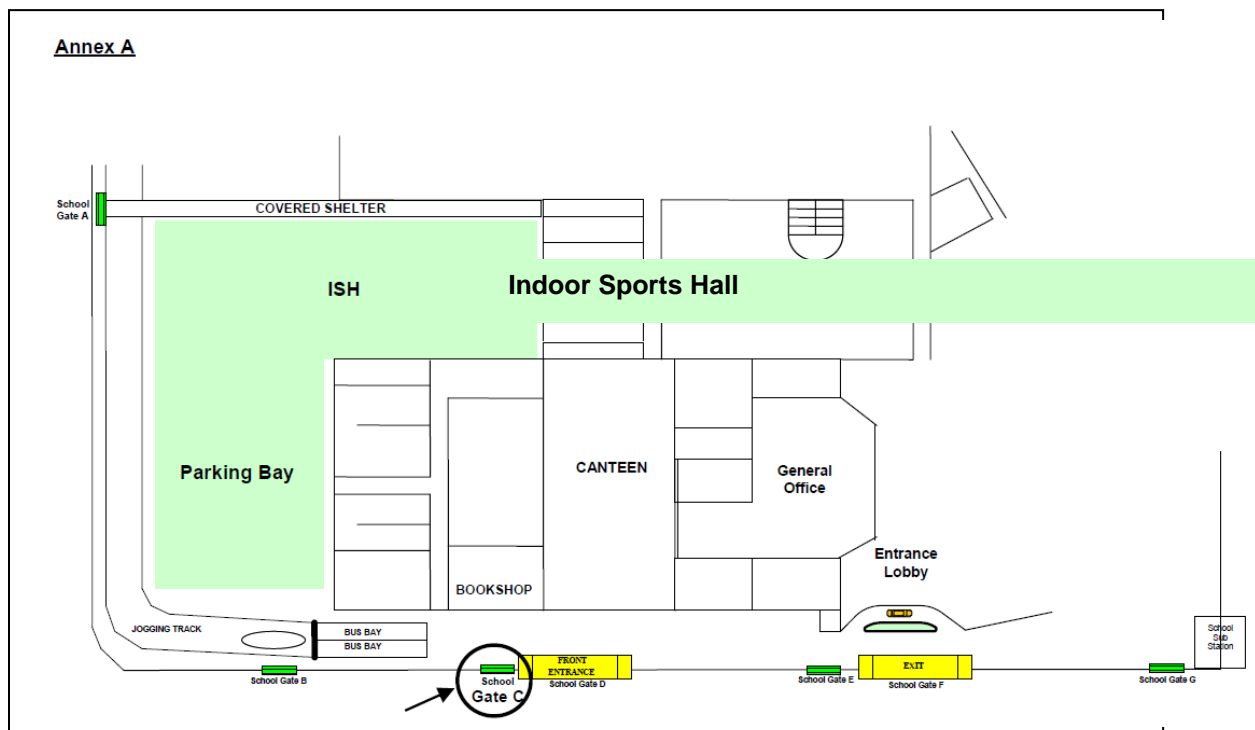 Annex A
School
Gate A
COVERED SHELTER
ISH
Indoor Sports Hall
Parking Bay
CANTEEN
General
Office
Entrance
Lobby
BOOKSHOP
JOGGING TRACK
BUS BAY
BUS BAY
School
Sub
Station
School Gate B
School
Gate C
FRONT
ENTRANCE
School Gate D
School Gate E
EXIT
School Gate F
School Gate G